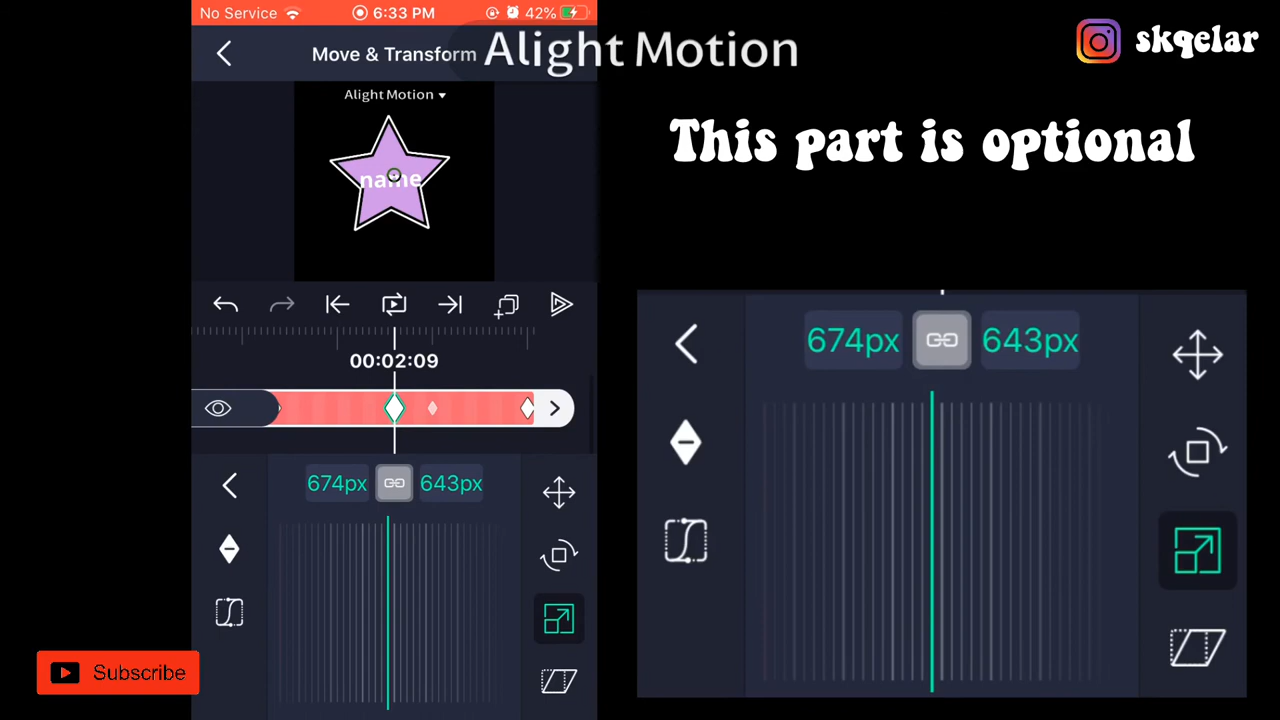 No Service 6:33 PM 42%
Move & Transform
Alight Motion
skqelar
Alight Motion
name
This part is optional
00:02:09
674px 643px
674px 643px
Subscribe